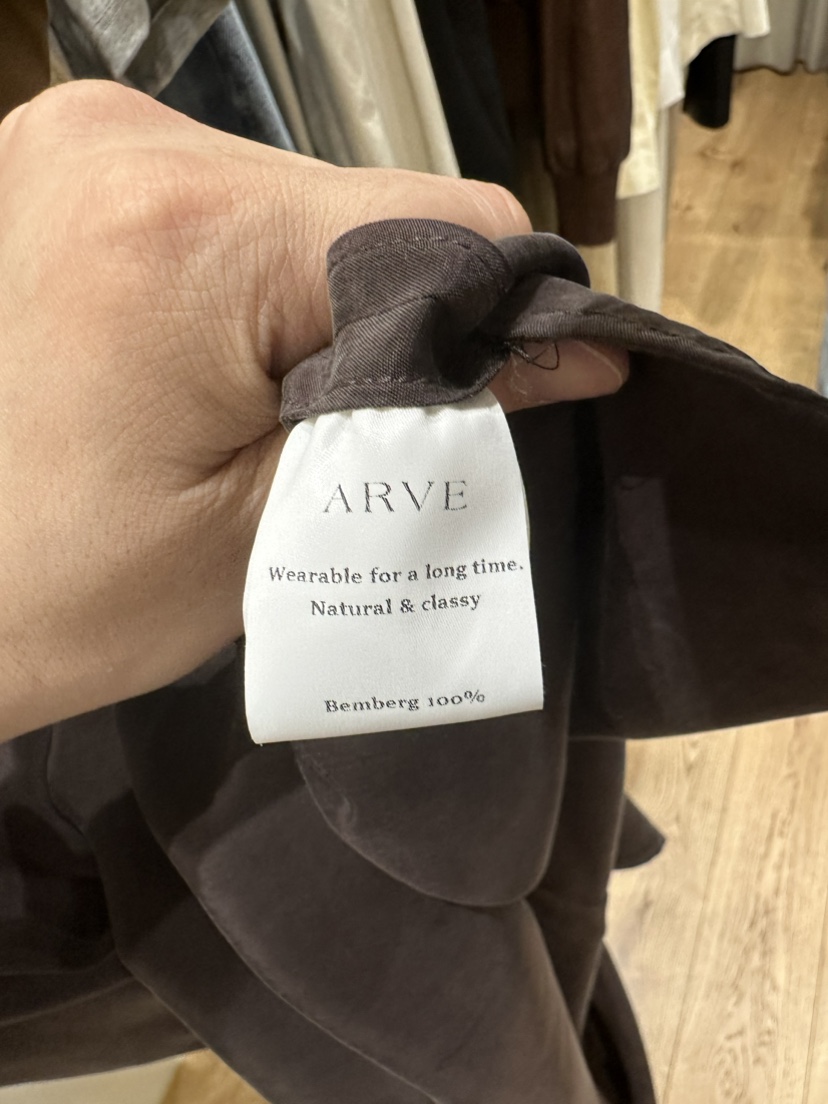 ARVE
Wearable for a long time.
Natural & classy
Bemberg 100%